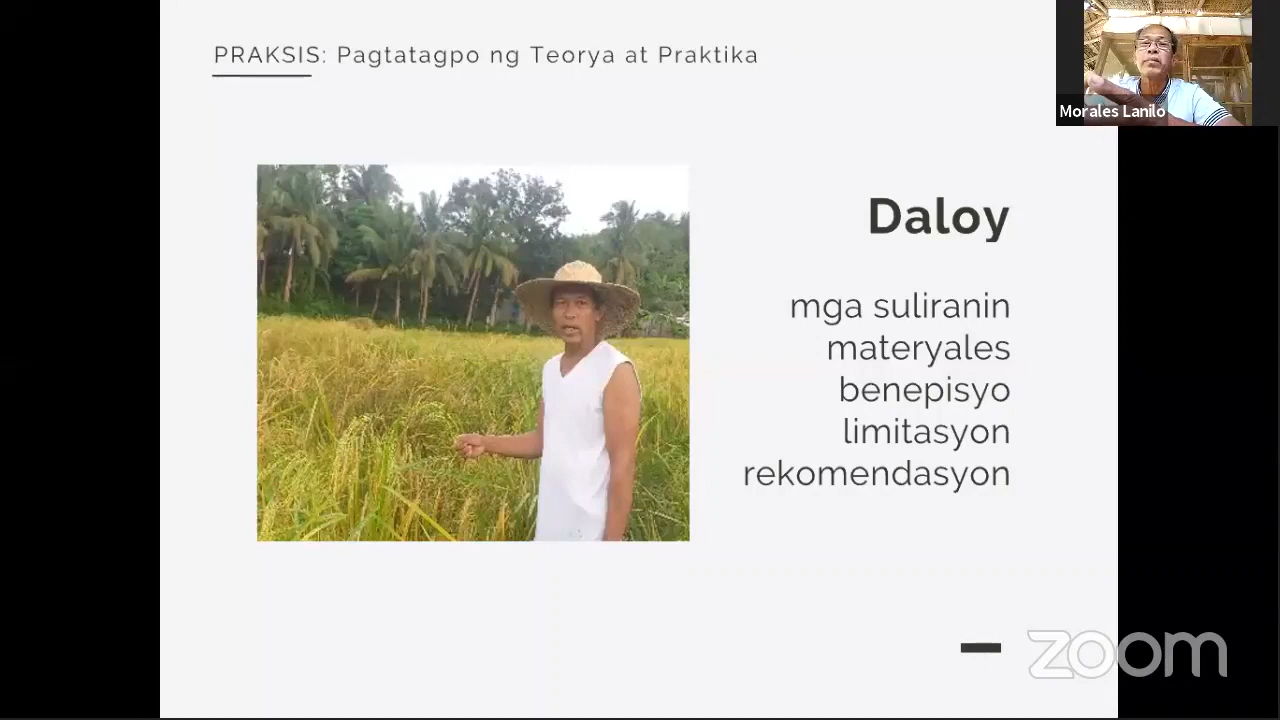 PRAKSIS: Pagtatagpo ng Teorya at Praktika
Morales Lanilo
Daloy
mga suliranin
materyales
benepisyo
limitasyon
rekomendasyon
zoom